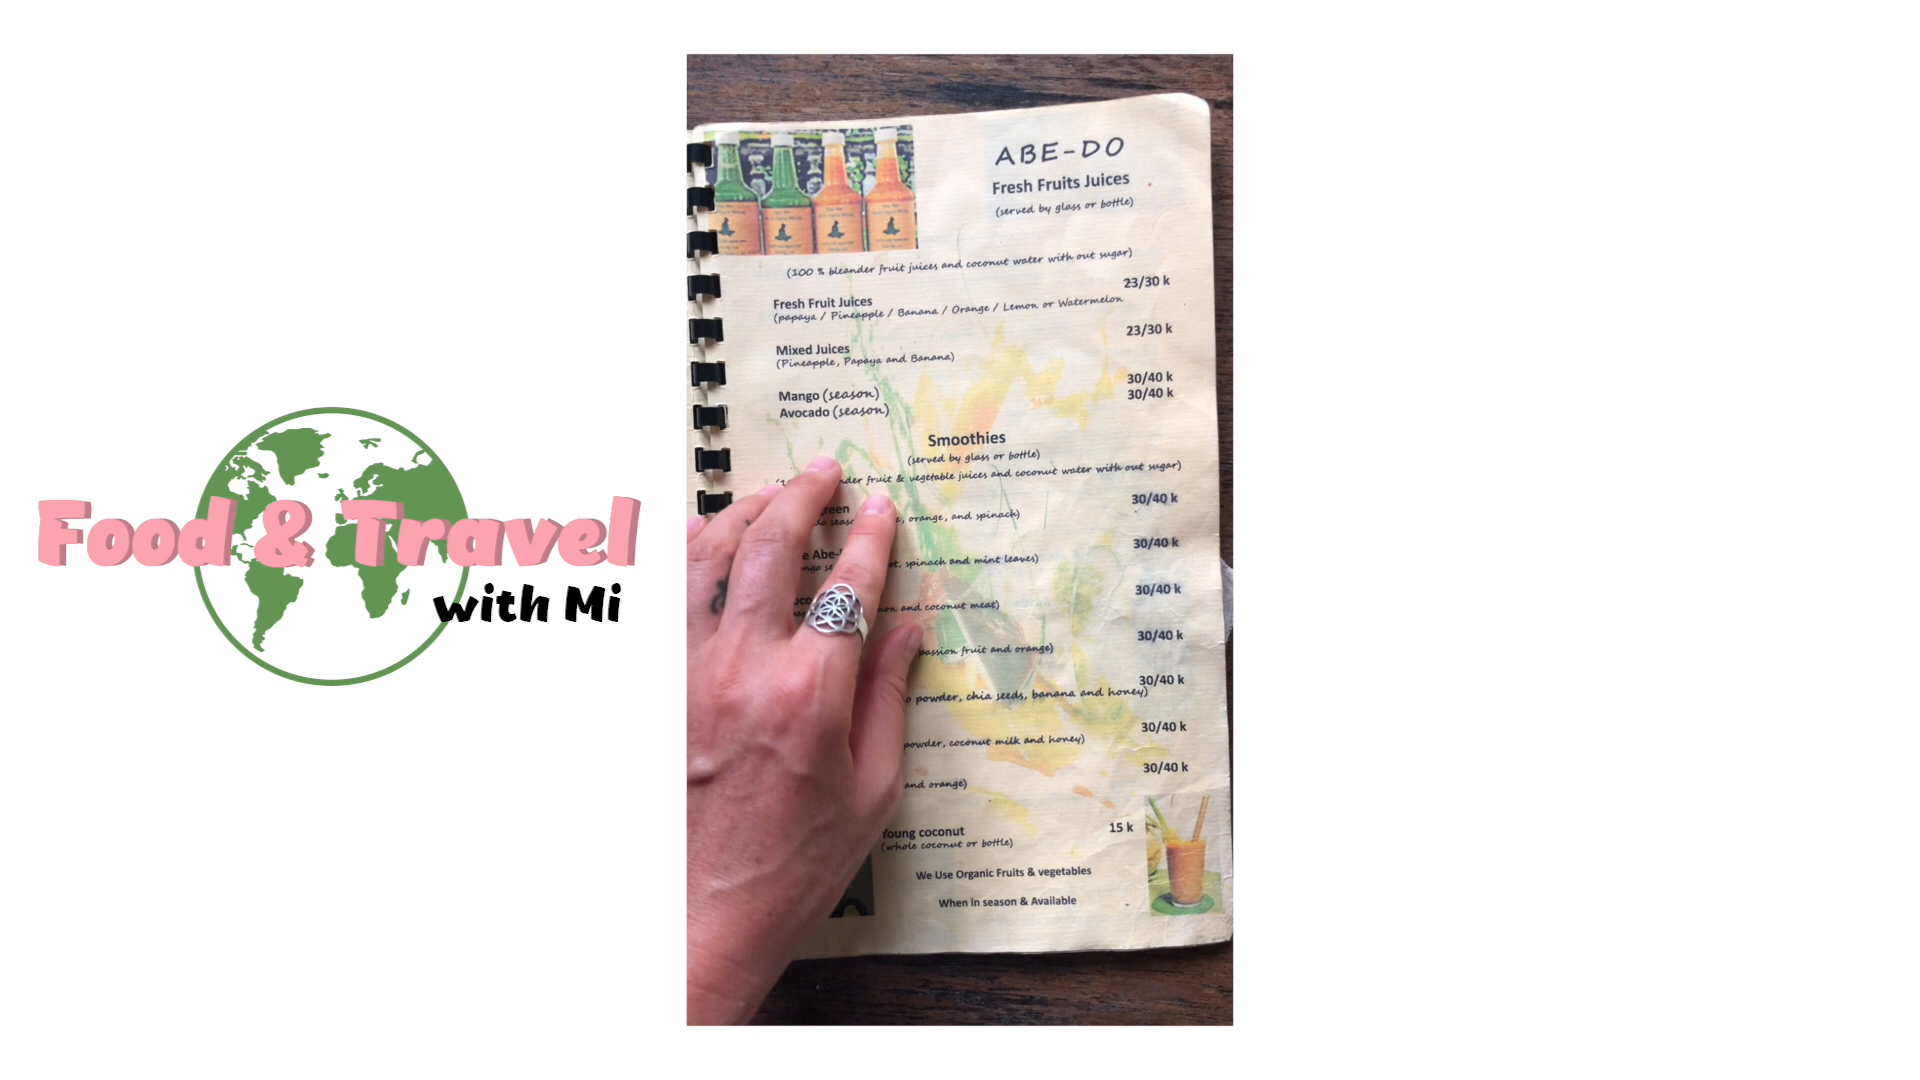 Food & Travel
with Mi
ABE-DO
Fresh Fruits Juices
(served by glass or bottle)
(100 % bleander fruit juices and coconut water with out sugar)
23/30 k
Fresh Fruit Juices
(papaya / Pineapple / Banana / Orange / Lemon or Watermelon
23/30 k
Mixed Juices
(Pineapple, Papaya and Banana)
Mango (season) 30/40 k
Avocado (season) 30/40 k
Smoothies
(served by glass or bottle)
fruit & vegetable juices and coconut water with out sugar)
30/40 k
orange, and spinach)
30/40 k
spinach and mint leaves)
30/40 k
and coconut meat)
30/40 k
passion fruit and orange)
30/40 k
powder, chia seeds, banana and honey)
30/40 k
powder, coconut milk and honey)
30/40 k
and orange)
Young coconut 15 k
(whole coconut or bottle)
We Use Organic Fruits & vegetables
When in season & Available